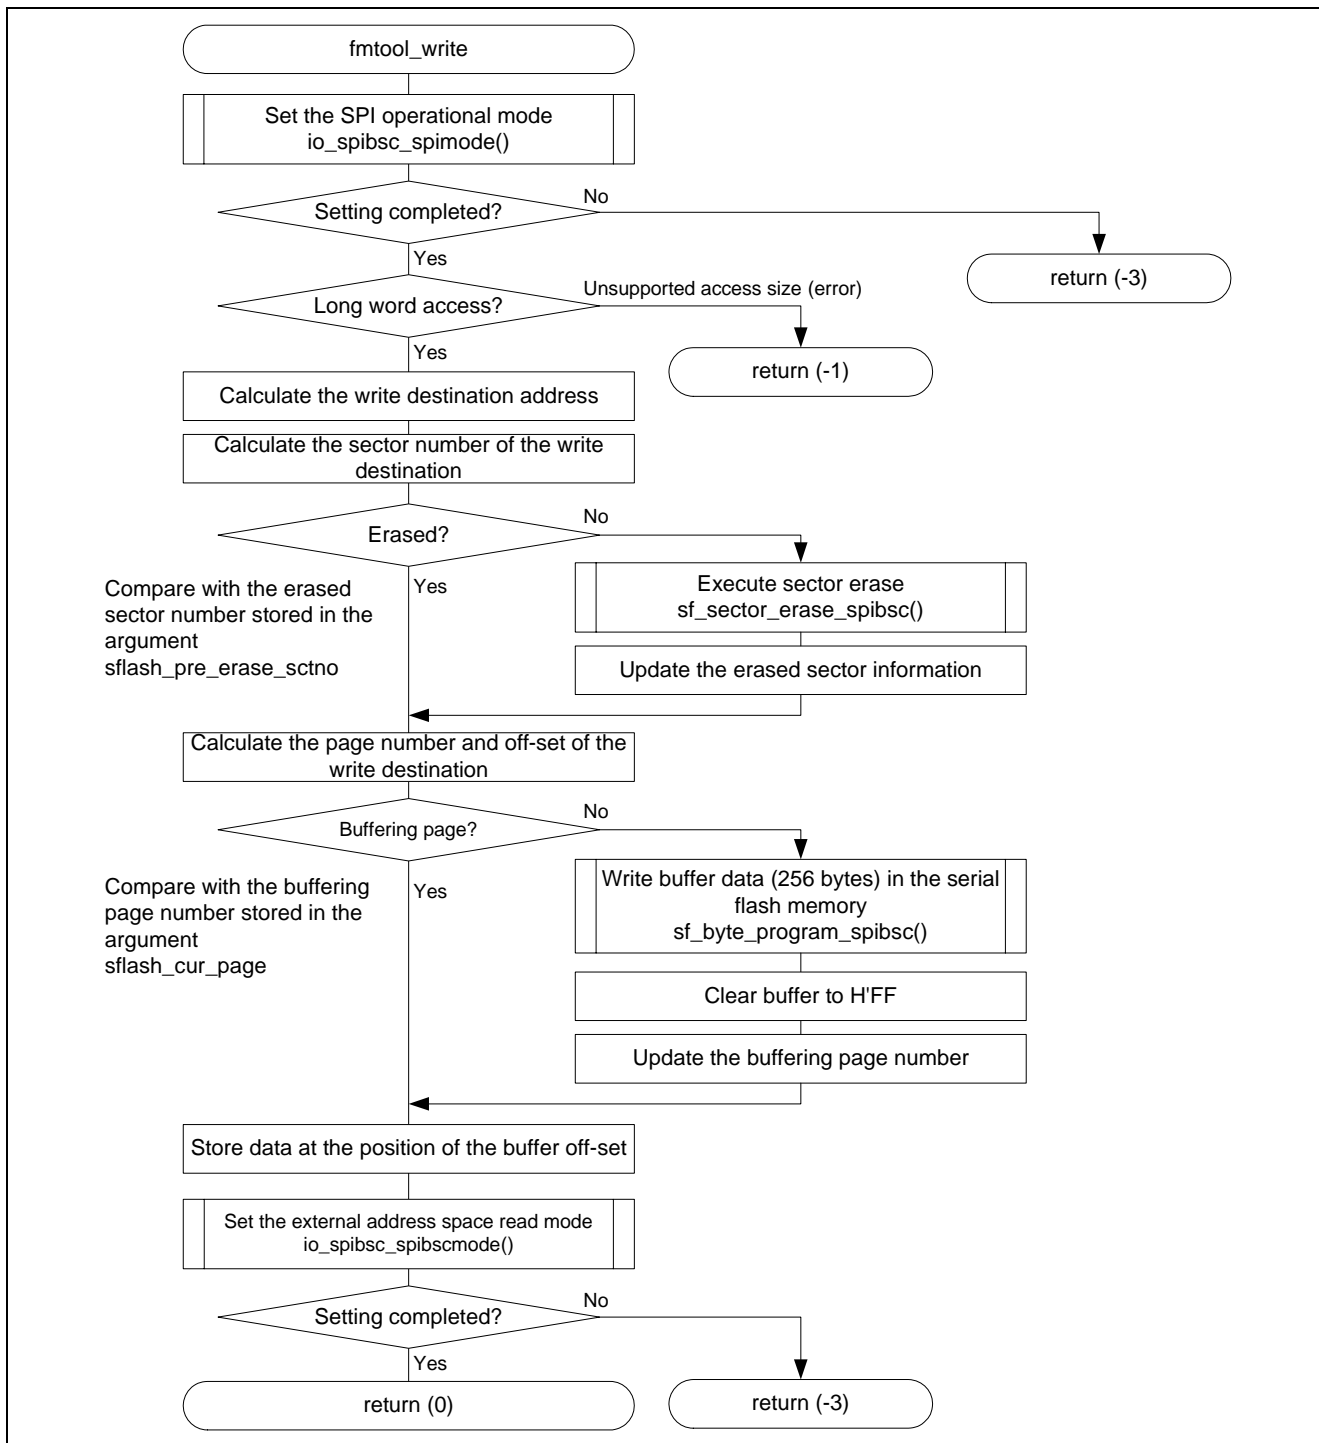 fmtool_write
Set the SPI operational mode
io_spibsc_spimode()
Setting completed?
No
return (-3)
Yes
Long word access?
Unsupported access size (error)
return (-1)
Yes
Calculate the write destination address
Calculate the sector number of the write
destination
Erased?
No
Compare with the erased
sector number stored in the
argument
sflash_pre_erase_sctno
Yes
Execute sector erase
sf_sector_erase_spibsc()
Update the erased sector information
Calculate the page number and off-set of the
write destination
Buffering page?
No
Compare with the buffering
page number stored in the
argument
sflash_cur_page
Yes
Write buffer data (256 bytes) in the serial
flash memory
sf_byte_program_spibsc()
Clear buffer to H'FF
Update the buffering page number
Store data at the position of the buffer off-set
Set the external address space read mode
io_spibsc_spibscmode()
Setting completed?
No
Yes
return (0)
return (-3)